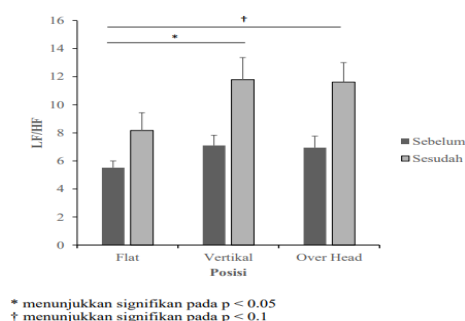 16
†
14
*
12
10
8
6
4
2
0
LF/HF
Flat
Vertikal
Over Head
Posisi
Sebelum
Sesudah
* menunjukkan signifikan pada p < 0.05
† menunjukkan signifikan pada p < 0.1